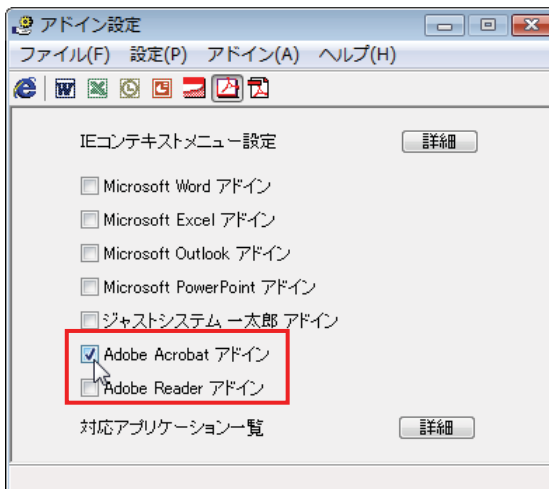 アドイン設定
ファイル(F) 設定(P) アドイン(A) ヘルプ(H)
IEコンテキストメニュー設定 詳細
Microsoft Word アドイン
Microsoft Excel アドイン
Microsoft Outlook アドイン
Microsoft PowerPoint アドイン
ジャストシステム 一太郎 アドイン
Adobe Acrobat アドイン
Adobe Reader アドイン
対応アプリケーション一覧 詳細